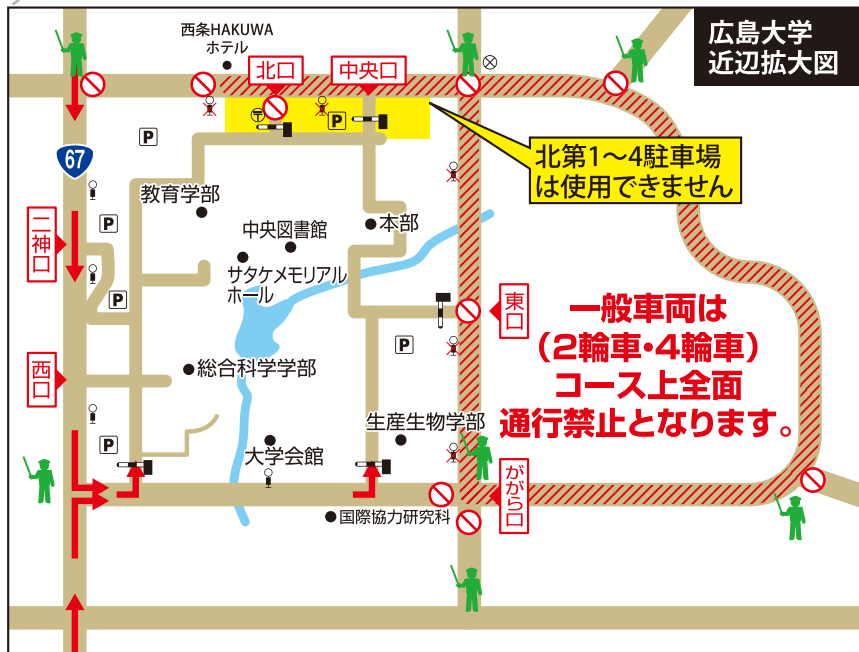 西条HAKUWA
ホテル
広島大学
近辺拡大図
北口
中央口
P
〒
P
67
北第1〜4駐車場
は使用できません
教育学部
二神口
P
中央図書館
本部
サタケメモリアル
ホール
P
東口
一般車両は
（2輪車・4輪車）
コース上全面
通行禁止となります。
P
西口
総合科学学部
生産生物学部
P
大学会館
ががら口
国際協力研究科